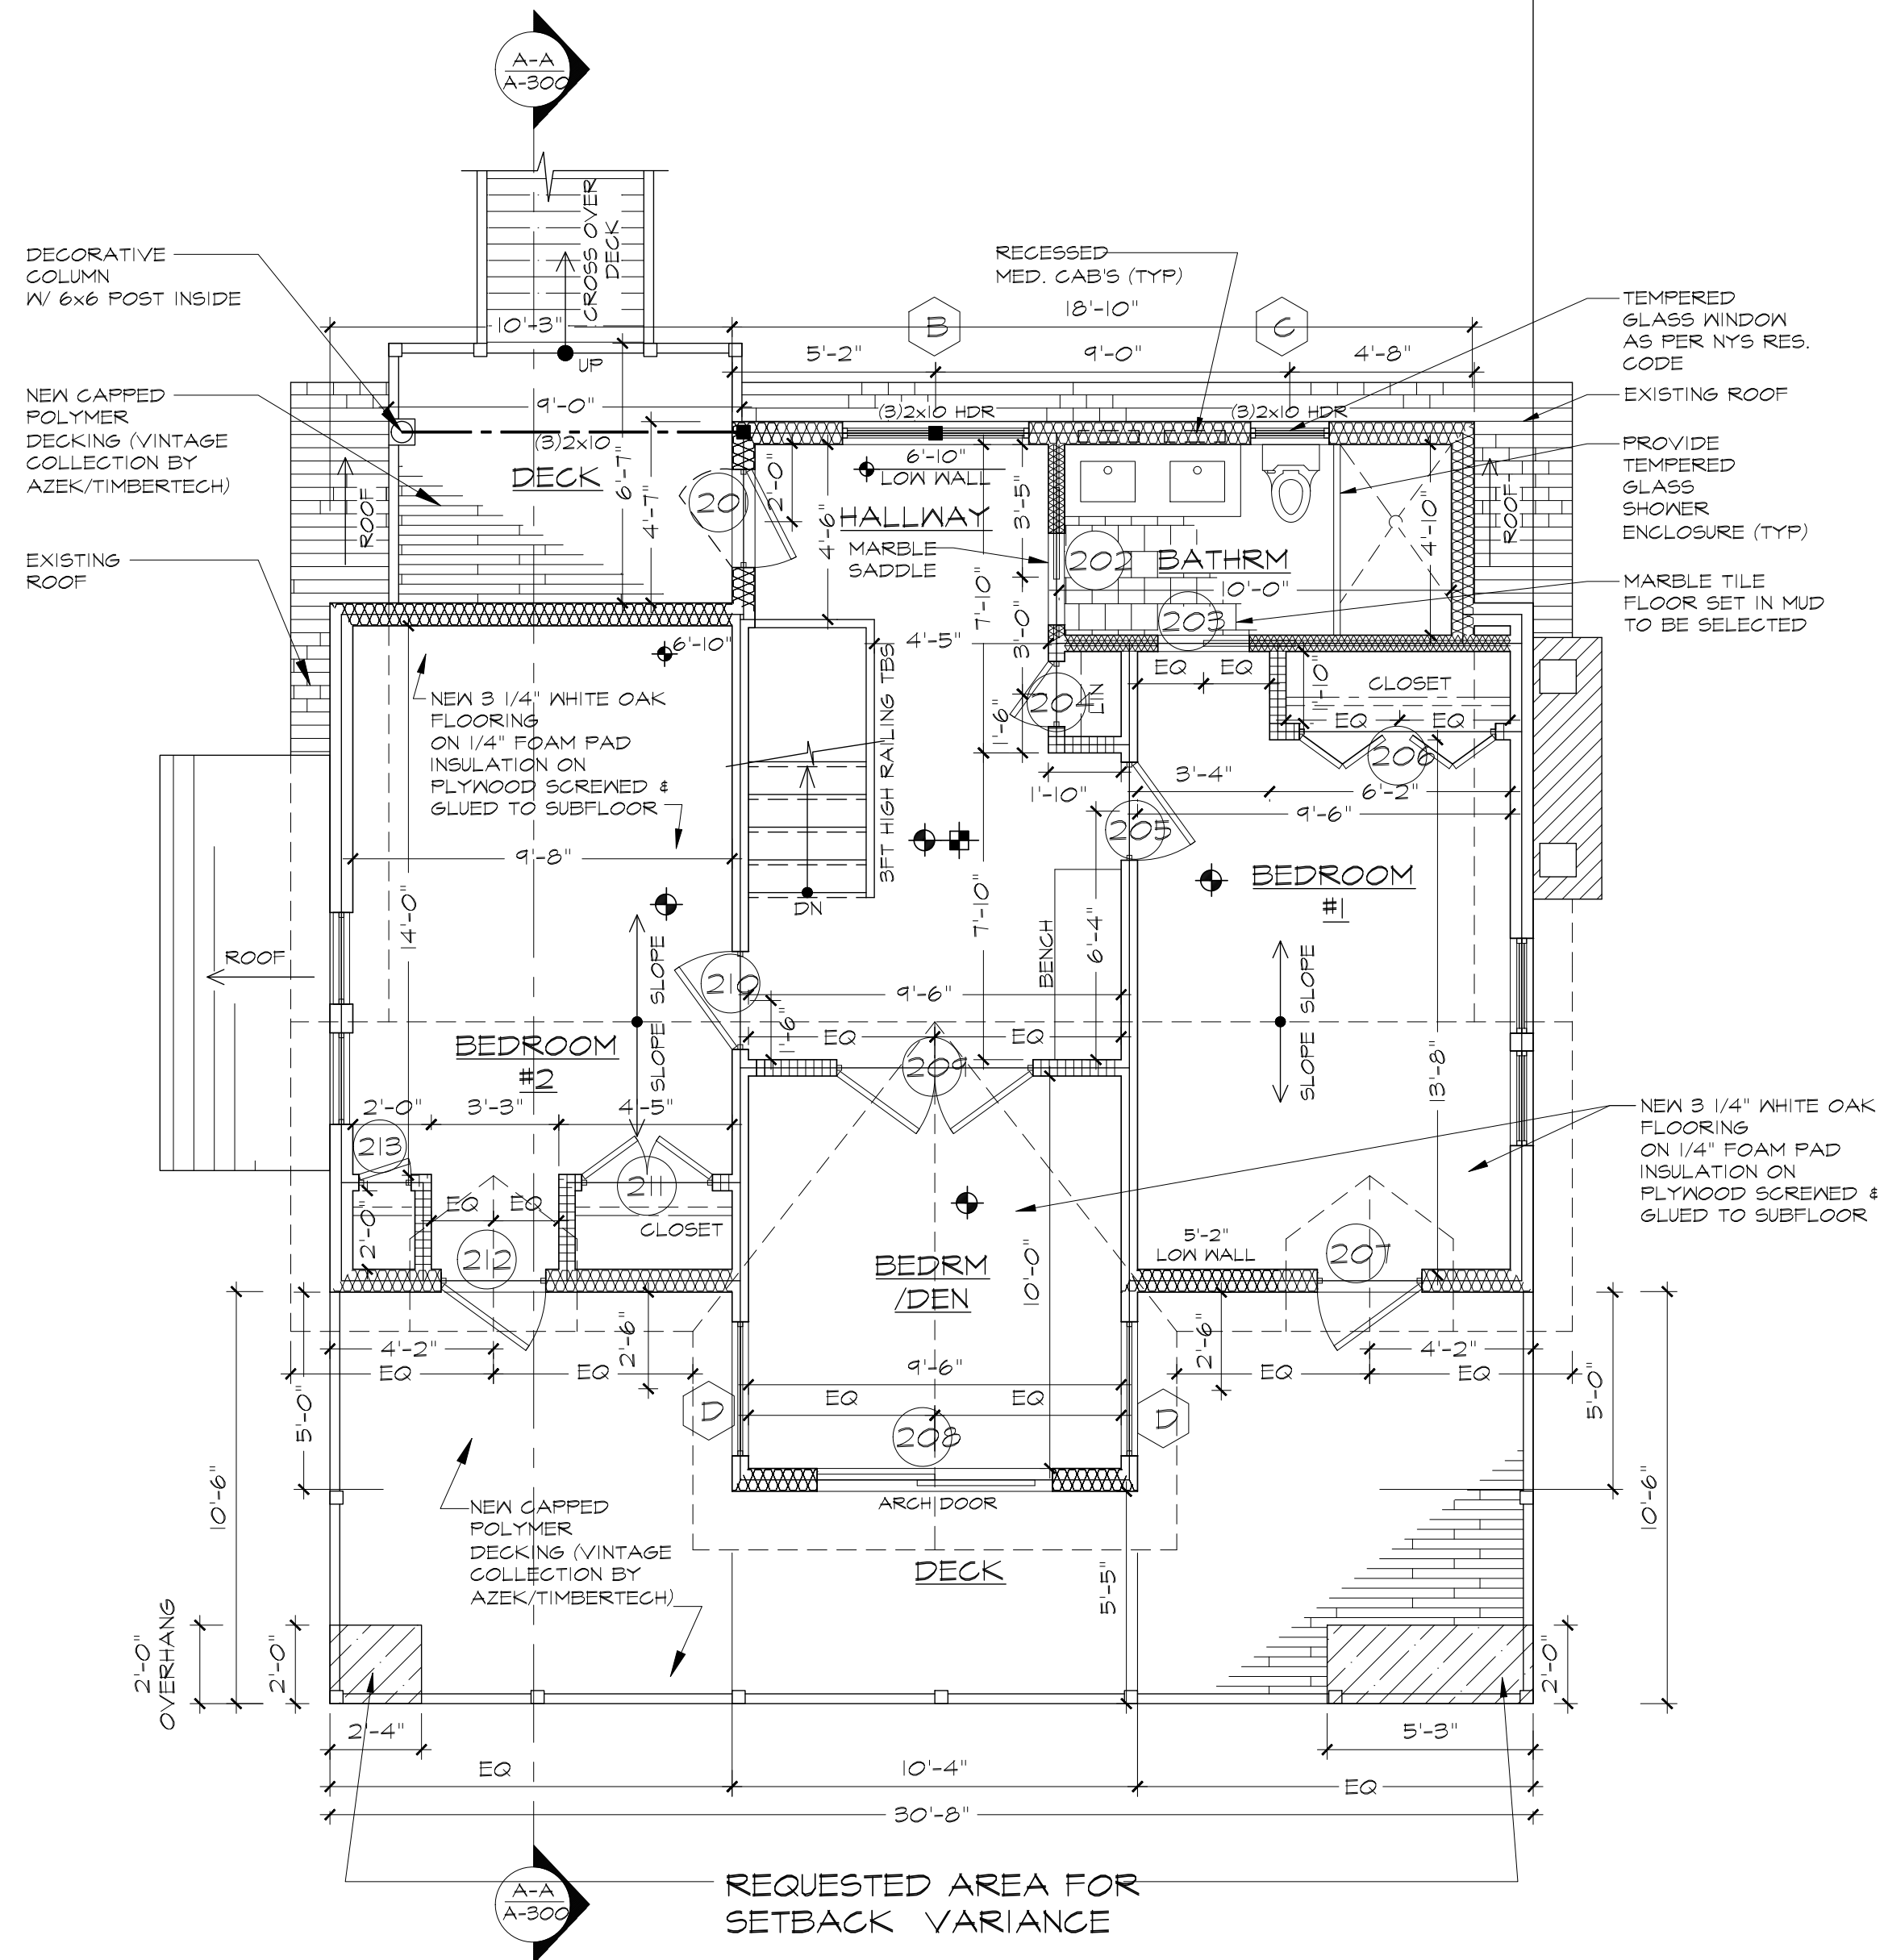 A-A
A-300
CROSS OVER
DECK
DECORATIVE
COLUMN
W/ 6x6 POST INSIDE
RECESSED
MED. CAB'S (TYP)
TEMPERED
GLASS WINDOW
AS PER NYS RES.
CODE
10'-3"
18'-10"
B
C
UP
5'-2"
9'-0"
4'-8"
NEW CAPPED
POLYMER
DECKING (VINTAGE
COLLECTION BY
AZEK/TIMBERTECH)
EXISTING ROOF
9'-0"
(3)2x10 HDR
(3)2x10 HDR
(3)2x10
DECK
6'-7"
4'-7"
ROOF
20
2'-0"
6'-10"
LOW WALL
HALLWAY
4'-6"
3'-5"
PROVIDE
TEMPERED
GLASS
SHOWER
ENCLOSURE (TYP)
4'-10"
ROOF
EXISTING
ROOF
MARBLE
SADDLE
202
BATHRM
10'-0"
203
MARBLE TILE
FLOOR SET IN MUD
TO BE SELECTED
7'-10"
3'-0"
4'-5"
6'-10"
EQ
EQ
1'-10"
CLOSET
EQ
EQ
204
LIN
1'-6"
206
NEW 3 1/4" WHITE OAK
FLOORING
ON 1/4" FOAM PAD
INSULATION ON
PLYWOOD SCREWED &
GLUED TO SUBFLOOR
3FT HIGH RAILING TBS
1'-10"
3'-4"
6'-2"
9'-6"
205
9'-8"
14'-0"
DN
7'-10"
BENCH
6'-4"
BEDROOM
#1
ROOF
SLOPE
SLOPE
SLOPE
SLOPE
210
9'-6"
1'-6"
EQ
EQ
209
BEDROOM
#2
13'-8"
2'-0"
3'-3"
4'-5"
213
211
EQ
EQ
CLOSET
2'-0"
212
NEW 3 1/4" WHITE OAK
FLOORING
ON 1/4" FOAM PAD
INSULATION ON
PLYWOOD SCREWED &
GLUED TO SUBFLOOR
BEDRM
/DEN
10'-0"
5'-2"
LOW WALL
207
4'-2"
EQ
EQ
2'-6"
2'-6"
4'-2"
EQ
EQ
9'-6"
EQ
EQ
D
D
208
5'-0"
5'-0"
10'-6"
10'-6"
ARCH DOOR
NEW CAPPED
POLYMER
DECKING (VINTAGE
COLLECTION BY
AZEK/TIMBERTECH)
DECK
5'-5"
2'-0"
OVERHANG
2'-0"
2'-0"
2'-4"
5'-3"
EQ
10'-4"
EQ
30'-8"
A-A
A-300
REQUESTED AREA FOR
SETBACK VARIANCE